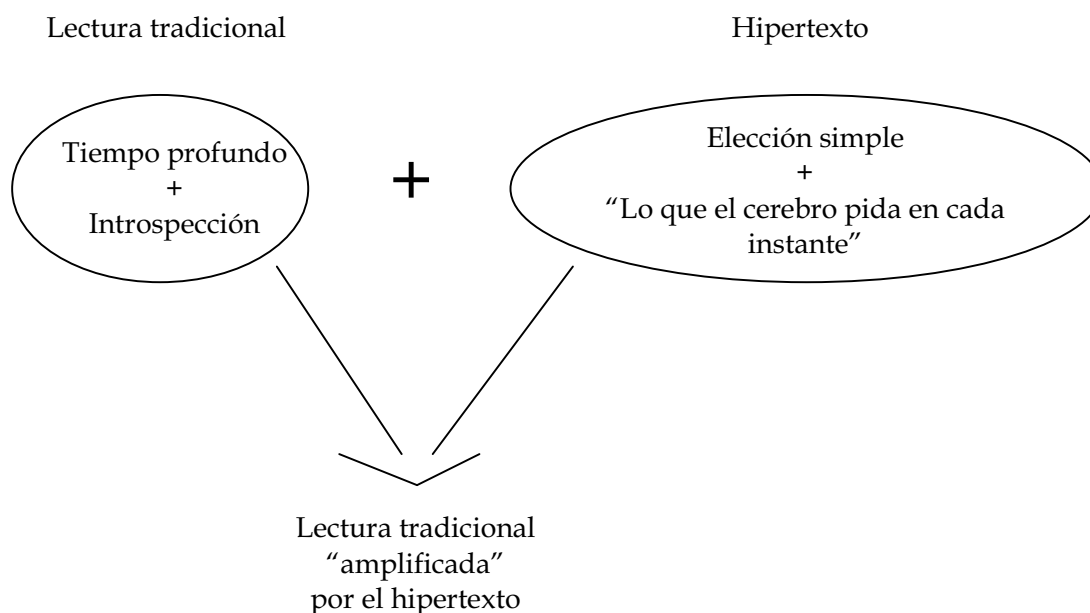 Lectura tradicional
Hipertexto
Tiempo profundo
+
Introspección
+
Elección simple
+
“Lo que el cerebro pida en cada
instante”
Lectura tradicional
“amplificada”
por el hipertexto